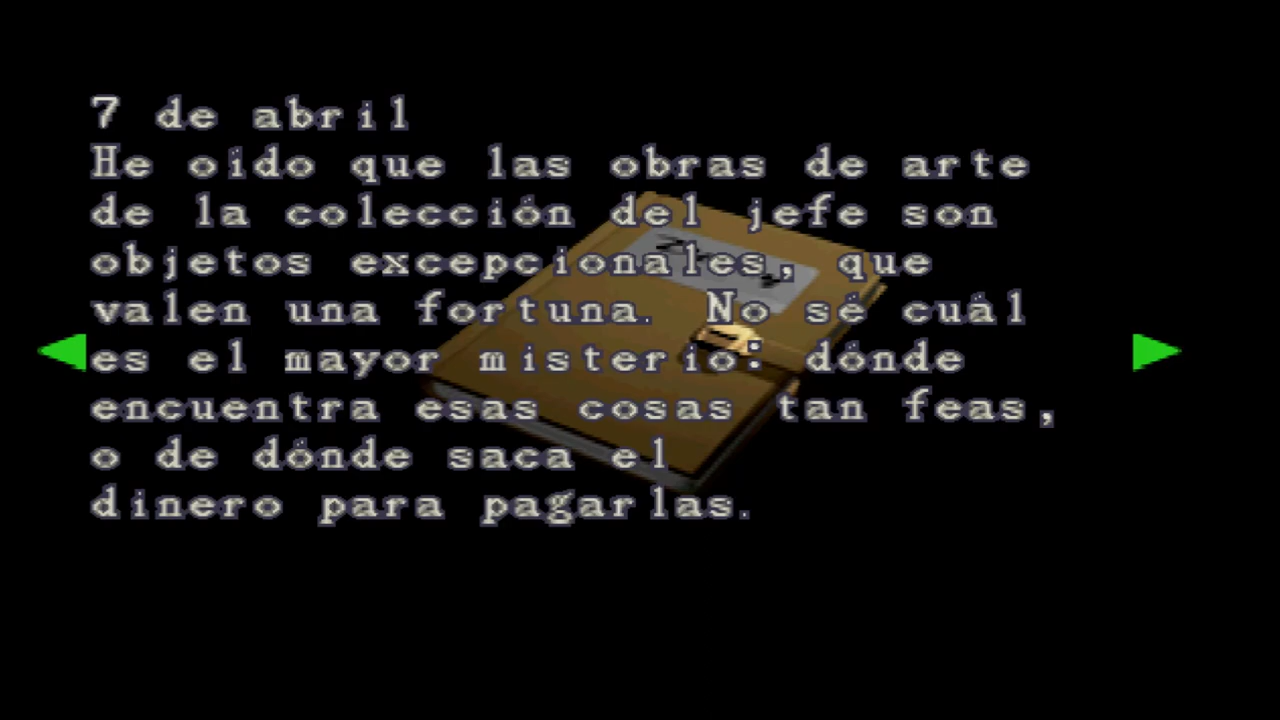 7 de abril
He oído que las obras de arte
de la colección del jefe son
objetos excepcionales, que
valen una fortuna. No sé cuál
es el mayor misterio: dónde
encuentra esas cosas tan feas,
o de dónde saca el
dinero para pagarlas.